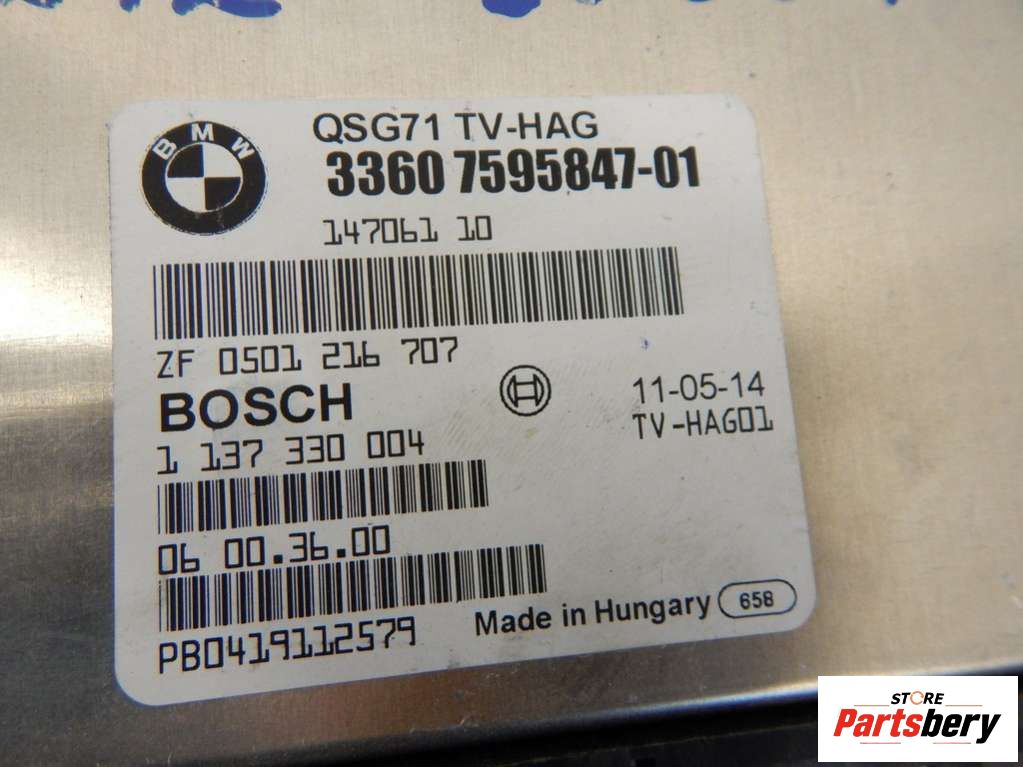 BMW
QSG71 TV-HAG
3360 7595847-01
147061 10
ZF 0501 216 707
BOSCH
11-05-14
TV-HAG01
1 137 330 004
06 00.36.00
PB0419112579
Made in Hungary 658
STORE
Partsbery